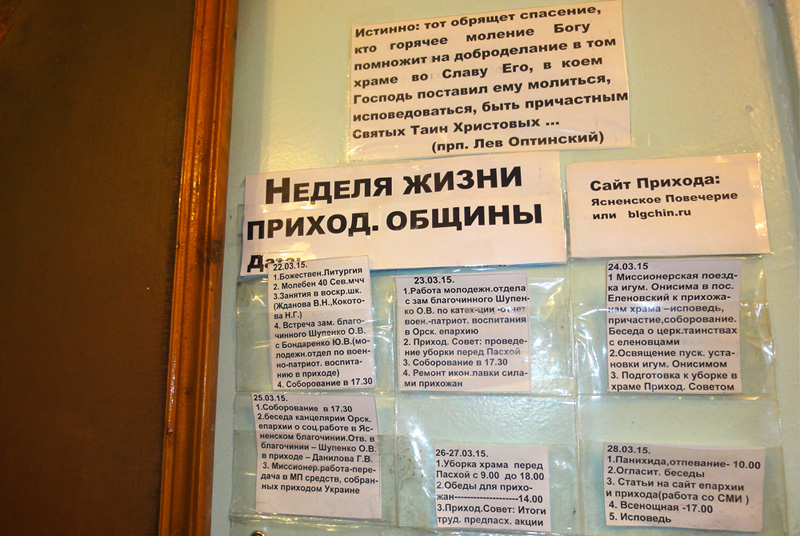 Истинно: тот обрящет спасение,
кто горячее моление Богу
помножит на доброделание в том
храме во Славу Его, в коем
Господь поставил ему молиться,
исповедоваться, быть причастным
Святых Таин Христовых ...
(прп. Лев Оптинский)
НЕДЕЛЯ ЖИЗНИ
ПРИХОД. ОБЩИНЫ
Сайт Прихода:
Ясненское Повечерие
или blgchin.ru
22.03.15.
1.Божествен.Литургия
2. Молебен 40 Сев.мчч
3.Занятия в воскр.шк.
(Жданова В.Н.,Кокото-
ва Н.Г.)
4. Встреча зам. благо-
чинного Шупенко О.В.
с Бондаренко Ю.В.(мо-
лодежн.отдел по воен-
но-патриот. воспита-
нию в приходе)
4. Соборование в 17.30
23.03.15.
1.Работа молодежн.отдела
с зам благочинного Шупен-
ко О.В. по катех-ции -отчет
воен.-патриот. воспитания
в Орск. епархию
2. Приход. Совет: проведе-
ние уборки перед Пасхой
3. Соборование в 17.30
4. Ремонт икон.лавки сила-
ми прихожан
24.03.15
1 Миссионерская поезд-
ка игум. Онисима в пос.
Еленовский к прихожа-
нам храма –исповедь,
причастие,соборование.
Беседа о церк.таинствах
с еленовцами
2.Освящение пуск. уста-
новки игум. Онисимом
3. Подготовка к уборке в
храме Приход. Советом
25.03.15.
1.Соборование в 17.30
2.беседа канцелярии Орск.
епархии о соц.работе в Яс-
ненском благочинии.Отв. в
благочинии – Шупенко О.В.
в приходе – Данилова Г.В.
3. Миссионер.работа-пере-
дача в МП средств, собран-
ных приходом Украине
26-27.03.15.
1.Уборка храма перед
Пасхой с 9.00 до 18.00
2.Обеды для прихо-
жан--------------------14.00
3.Приход.Совет: Итоги
труд. предпасх. акции
28.03.15.
1.Панихида,отпевание- 10.00
2.Огласит. беседы
3. Статьи на сайт епархии
и прихода(работа со СМИ )
4. Всенощная -17.00
5. Исповедь